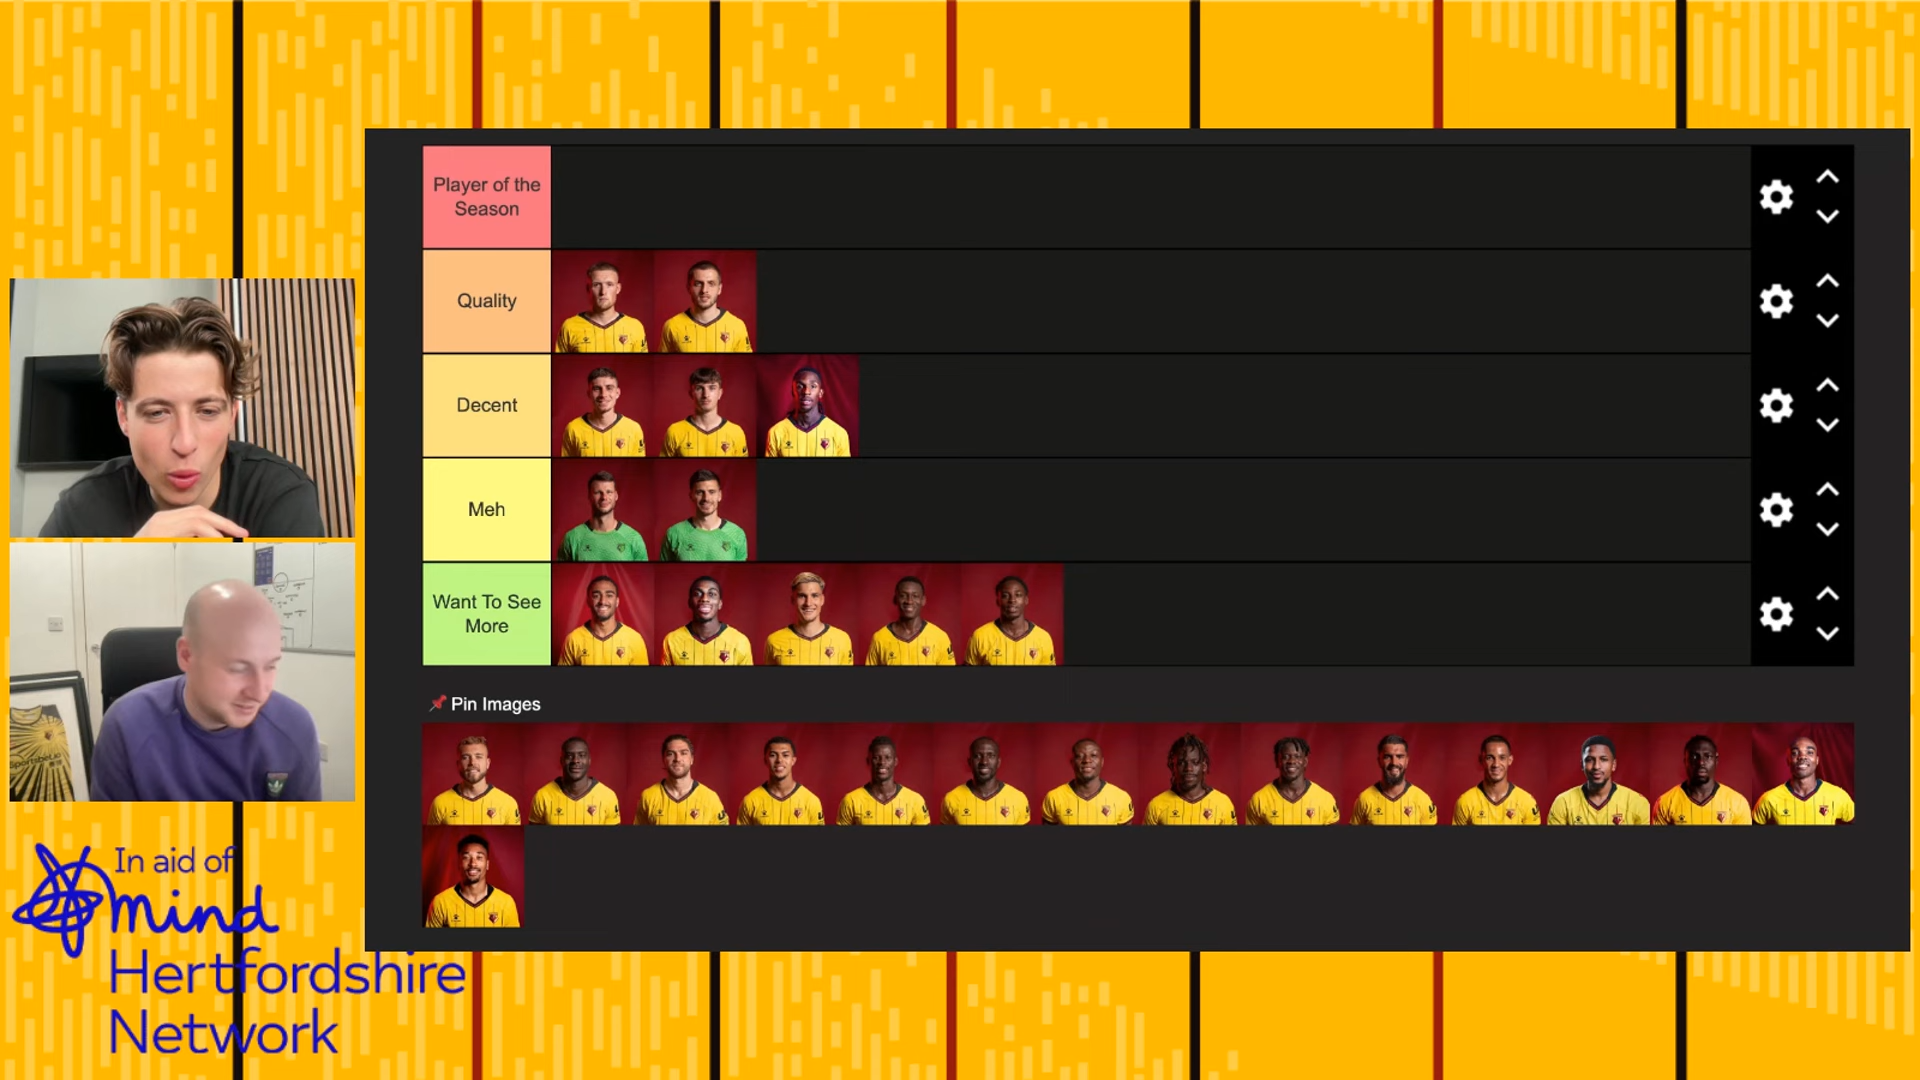 Player of the
Season
Quality
Decent
Meh
Want To See
More
Pin Images
In aid of
mind
Hertfordshire
Network